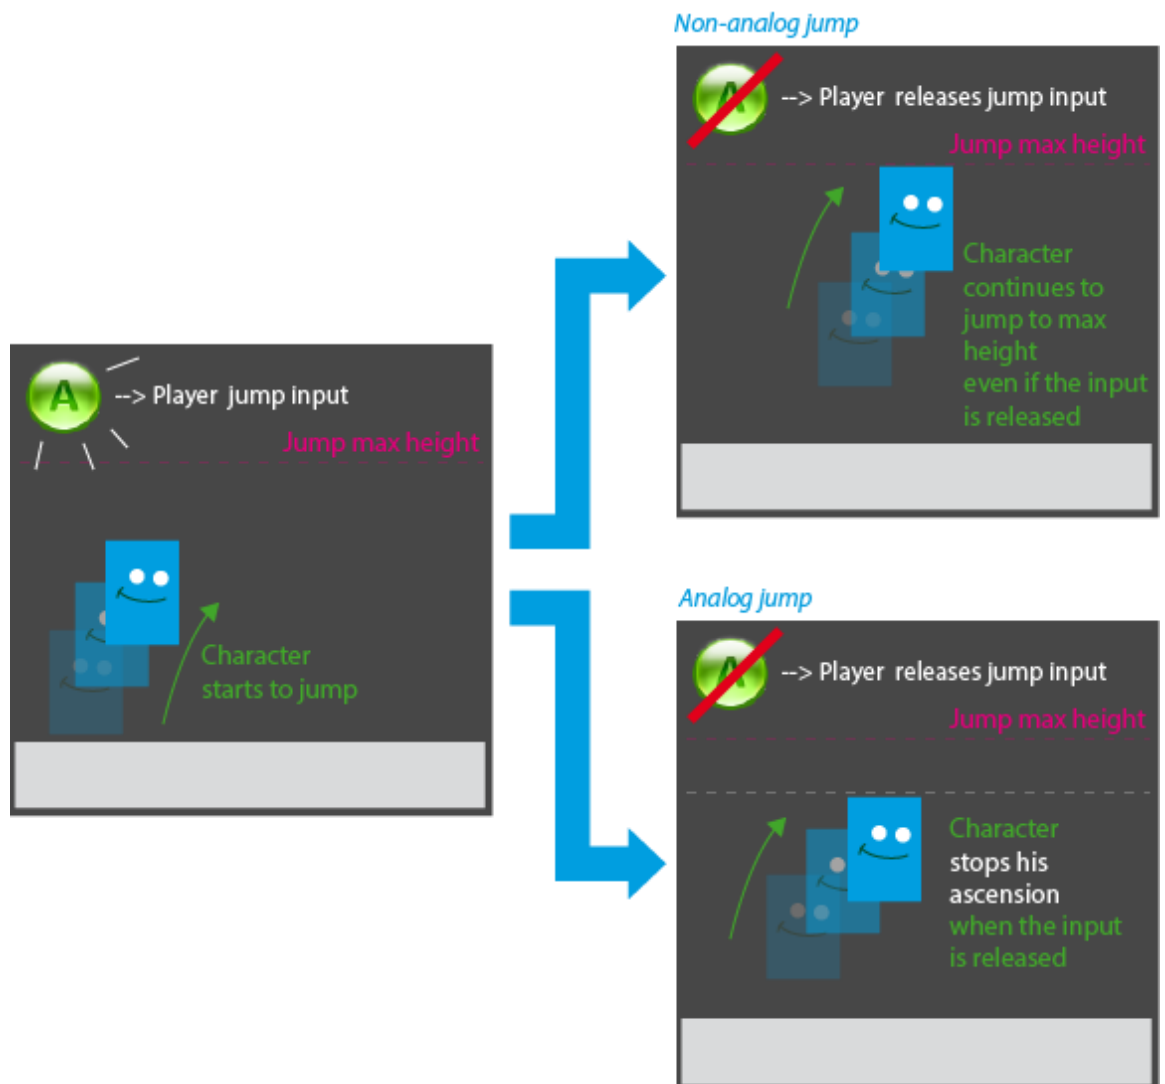 Non-analog jump
A --> Player releases jump input
Jump max height
Character
continues to
jump to max
height
even if the input
is released
A --> Player jump input
Jump max height
Character
starts to jump
Analog jump
A --> Player releases jump input
Jump max height
Character
stops his
ascension
when the input
is released